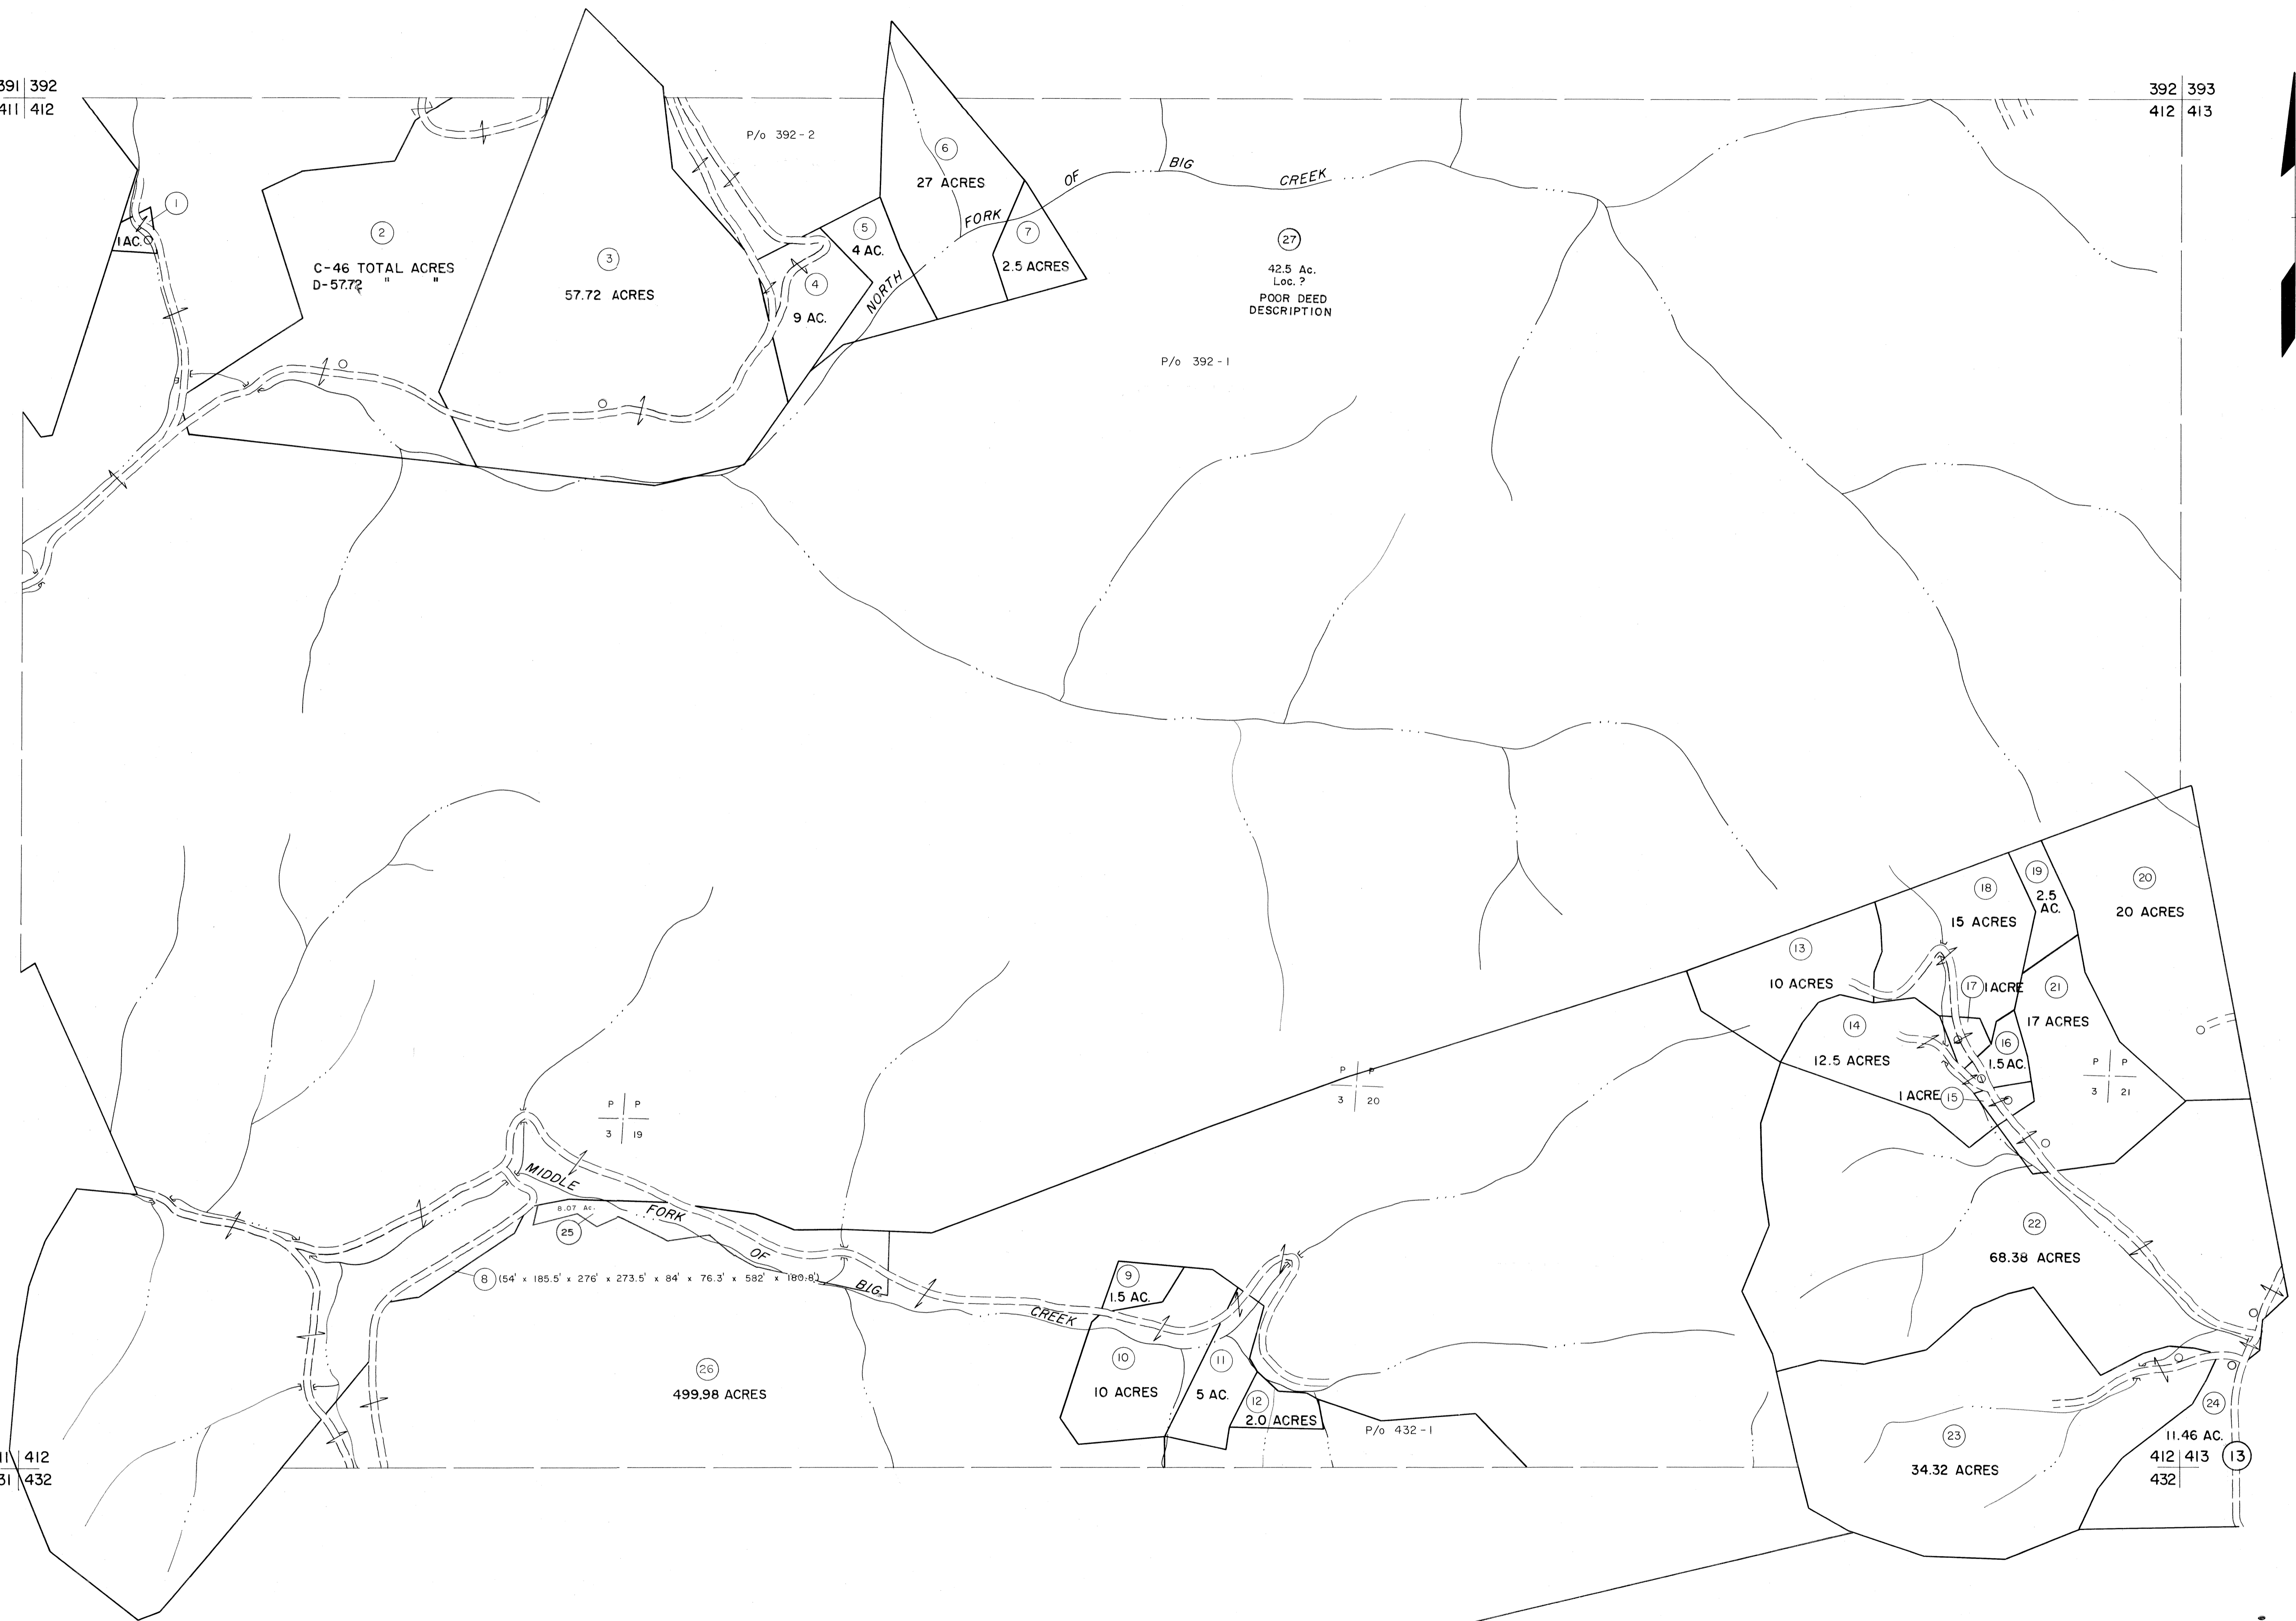 391 392
411 412
392 393
412 413
P/o 392-2
1
1 AC.
2
C-46 TOTAL ACRES
D-57.72 " "
3
57.72 ACRES
4
9 AC.
5
4 AC.
6
27 ACRES
7
2.5 ACRES
NORTH FORK OF BIG CREEK
27
42.5 Ac.
Loc. ?
POOR DEED
DESCRIPTION
P/o 392-1
18
15 ACRES
19
2.5
AC.
20
20 ACRES
13
10 ACRES
17 1 ACRE
21
17 ACRES
14
12.5 ACRES
16
1.5 AC.
1 ACRE 15
P P
3 19
P P
3 20
P P
3 21
MIDDLE FORK OF BIG CREEK
8.07 Ac.
25
8 (54' x 185.5' x 276' x 273.5' x 84' x 76.3' x 582' x 180.8')
22
68.38 ACRES
9
1.5 AC.
10
10 ACRES
11
5 AC.
12
2.0 ACRES
P/o 432-1
26
499.98 ACRES
23
34.32 ACRES
24
11.46 AC.
11 412
31 432
412 413
432
13